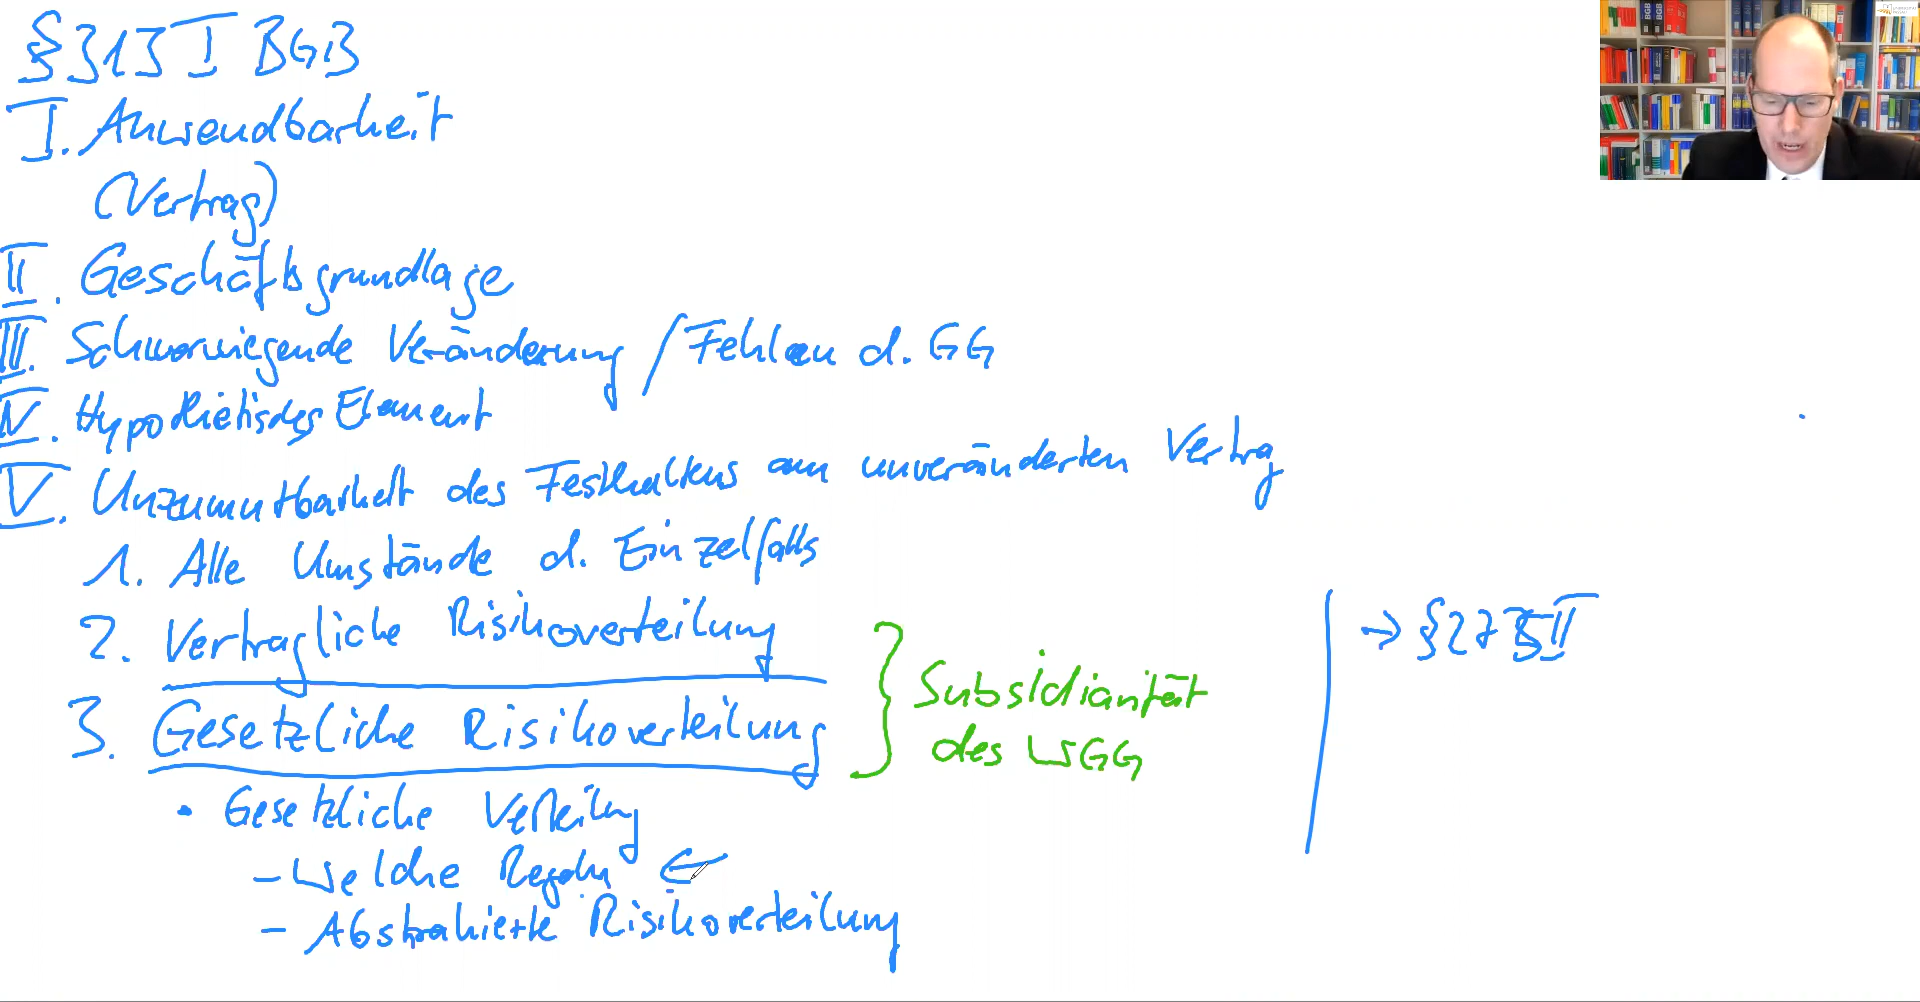 § 313 I BGB
I. Anwendbarkeit
(Vertrag)
II. Geschäftsgrundlage
III. Schwerwiegende Veränderung / Fehlen d. GG
IV. Hypothetisches Element
V. Unzumutbarkeit des Festhaltens am unveränderten Vertrag
1. Alle Umstände d. Einzelfalls
2. Vertragliche Risikoverteilung
3. Gesetzliche Risikoverteilung
• Gesetzliche Verteilung
- Welche Regeln ←
- Abstrahierte Risikoverteilung
Subsidiarität
des WGG
→ § 275 II
BGB
BGB